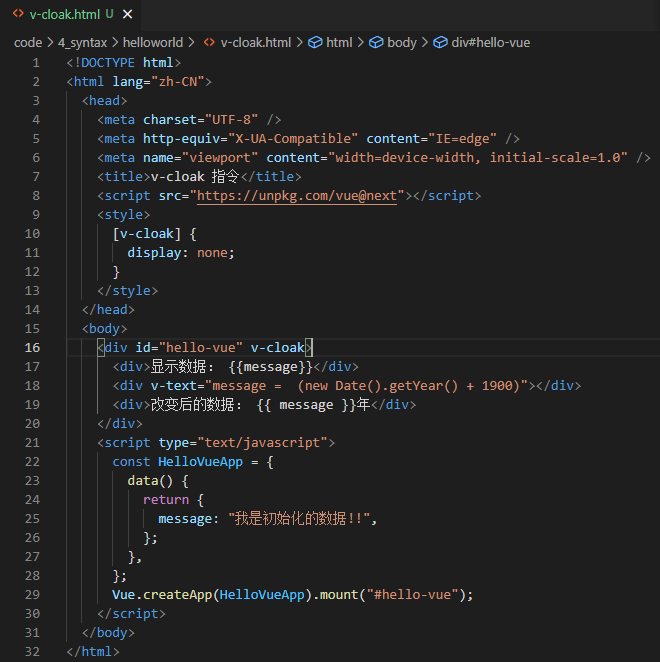 v-cloak.html U
code > 4_syntax > helloworld > v-cloak.html > html > body > div#hello-vue
1 <!DOCTYPE html>
2 <html lang="zh-CN">
3 <head>
4 <meta charset="UTF-8" />
5 <meta http-equiv="X-UA-Compatible" content="IE=edge" />
6 <meta name="viewport" content="width=device-width, initial-scale=1.0" />
7 <title>v-cloak 指令</title>
8 <script src="https://unpkg.com/vue@next"></script>
9 <style>
10 [v-cloak] {
11 display: none;
12 }
13 </style>
14 </head>
15 <body>
16 <div id="hello-vue" v-cloak>
17 <div>显示数据： {{message}}</div>
18 <div v-text="message =  (new Date().getYear() + 1900)"></div>
19 <div>改变后的数据： {{ message }}年</div>
20 </div>
21 <script type="text/javascript">
22 const HelloVueApp = {
23 data() {
24 return {
25 message: "我是初始化的数据!!",
26 };
27 },
28 };
29 Vue.createApp(HelloVueApp).mount("#hello-vue");
30 </script>
31 </body>
32 </html>